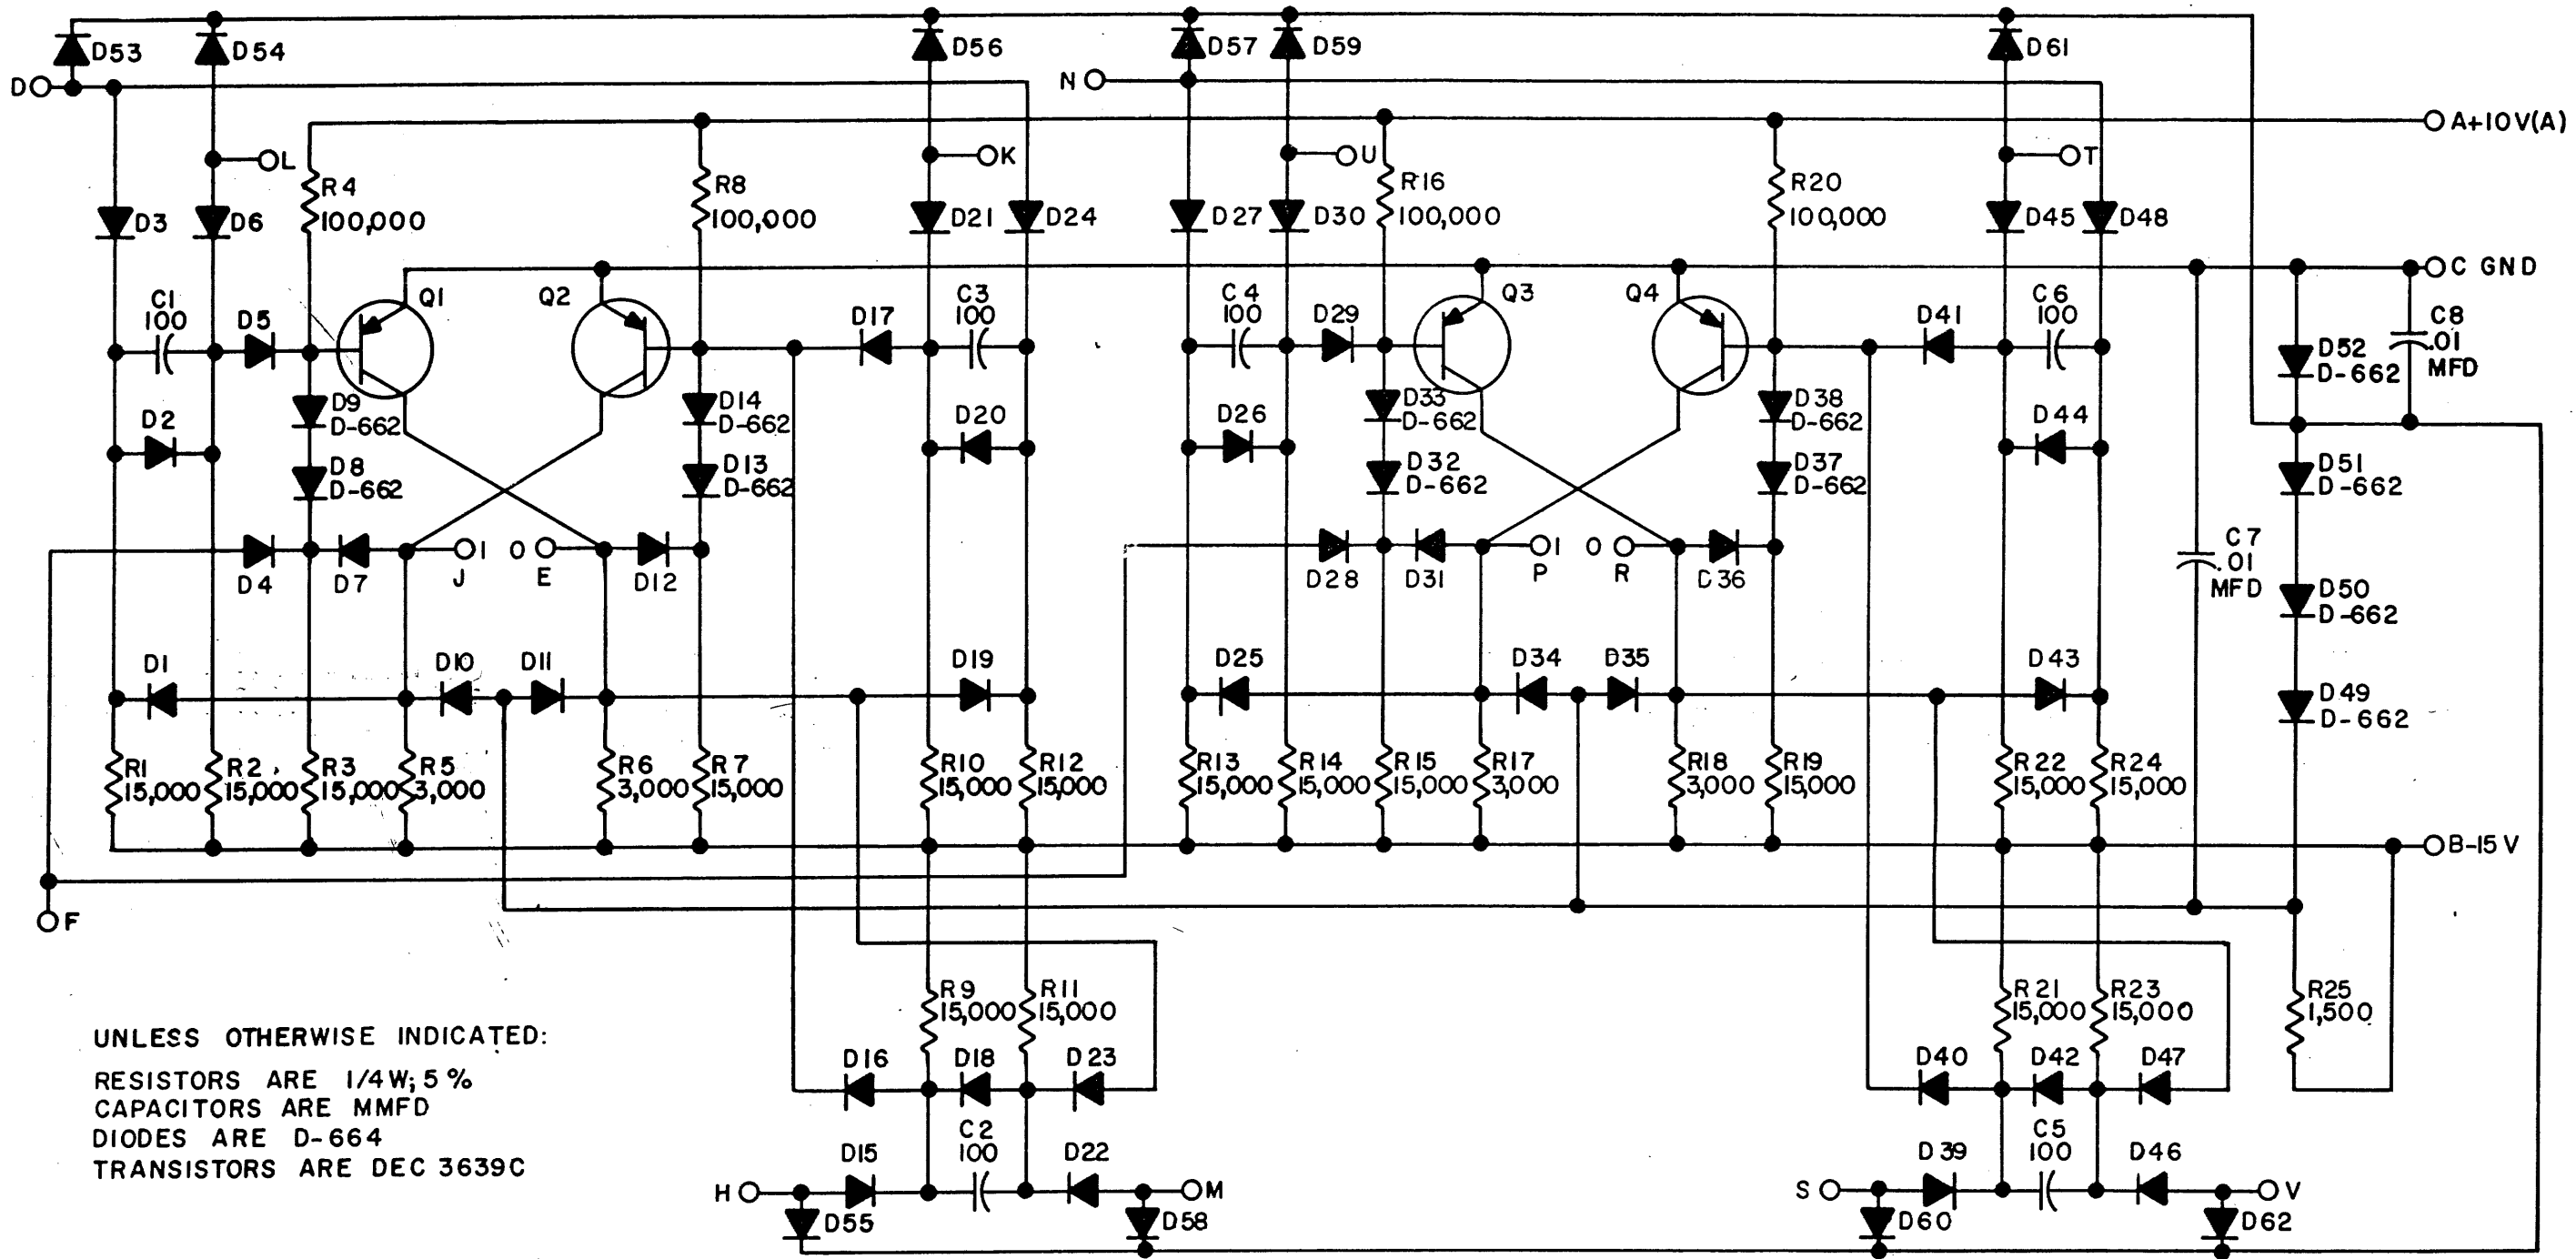 D53
D54
D56
D57
D59
D61
D
N
A+10V(A)
L
K
U
T
R4
100,000
R8
100,000
R16
100,000
R20
100,000
D3
D6
D21
D24
D27
D30
D45
D48
C GND
C1
100
D5
Q1
Q2
D17
C3
100
C4
100
D29
Q3
Q4
D41
C6
100
D52
D-662
C8
.01
MFD
D2
D9
D-662
D14
D-662
D20
D26
D33
D-662
D38
D-662
D44
D8
D-662
D13
D-662
D32
D-662
D37
D-662
D51
D-662
D4
D7
1
J
0
E
D12
D28
D31
1
P
0
R
D36
C7
.01
MFD
D50
D-662
D1
D10
D11
D19
D25
D34
D35
D43
D49
D-662
R1
15,000
R2
15,000
R3
15,000
R5
3,000
R6
3,000
R7
15,000
R10
15,000
R12
15,000
R13
15,000
R14
15,000
R15
15,000
R17
3,000
R18
3,000
R19
15,000
R22
15,000
R24
15,000
B-15V
F
R9
15,000
R11
15,000
R21
15,000
R23
15,000
R25
1,500
UNLESS OTHERWISE INDICATED:
RESISTORS ARE 1/4W; 5%
CAPACITORS ARE MMFD
DIODES ARE D-664
TRANSISTORS ARE DEC 3639C
D16
D18
D23
D40
D42
D47
D15
C2
100
D22
D39
C5
100
D46
H
M
S
V
D55
D58
D60
D62